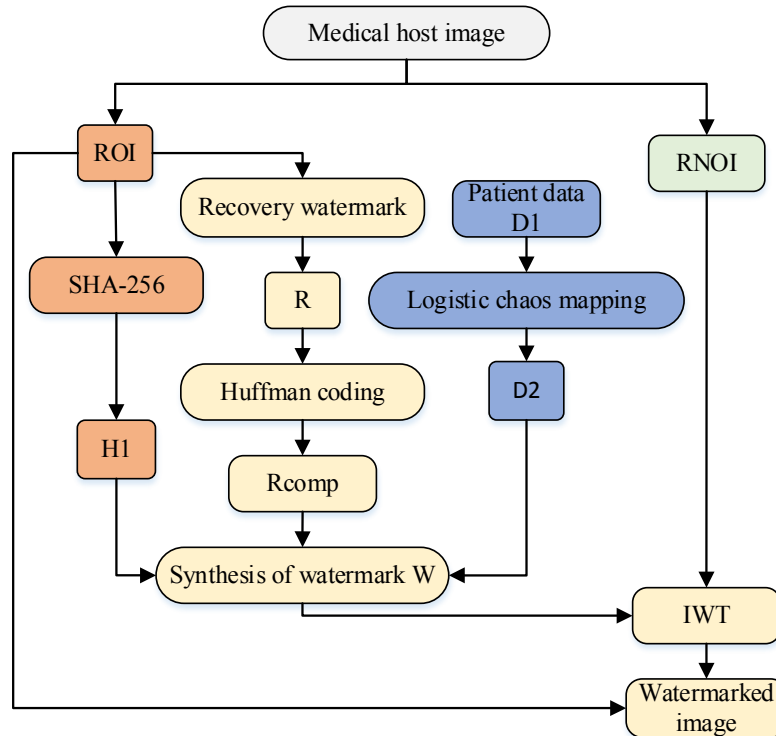 Medical host image
ROI
RNOI
Recovery watermark
Patient data
D1
SHA-256
R
Logistic chaos mapping
Huffman coding
D2
H1
Rcomp
Synthesis of watermark W
IWT
Watermarked
image